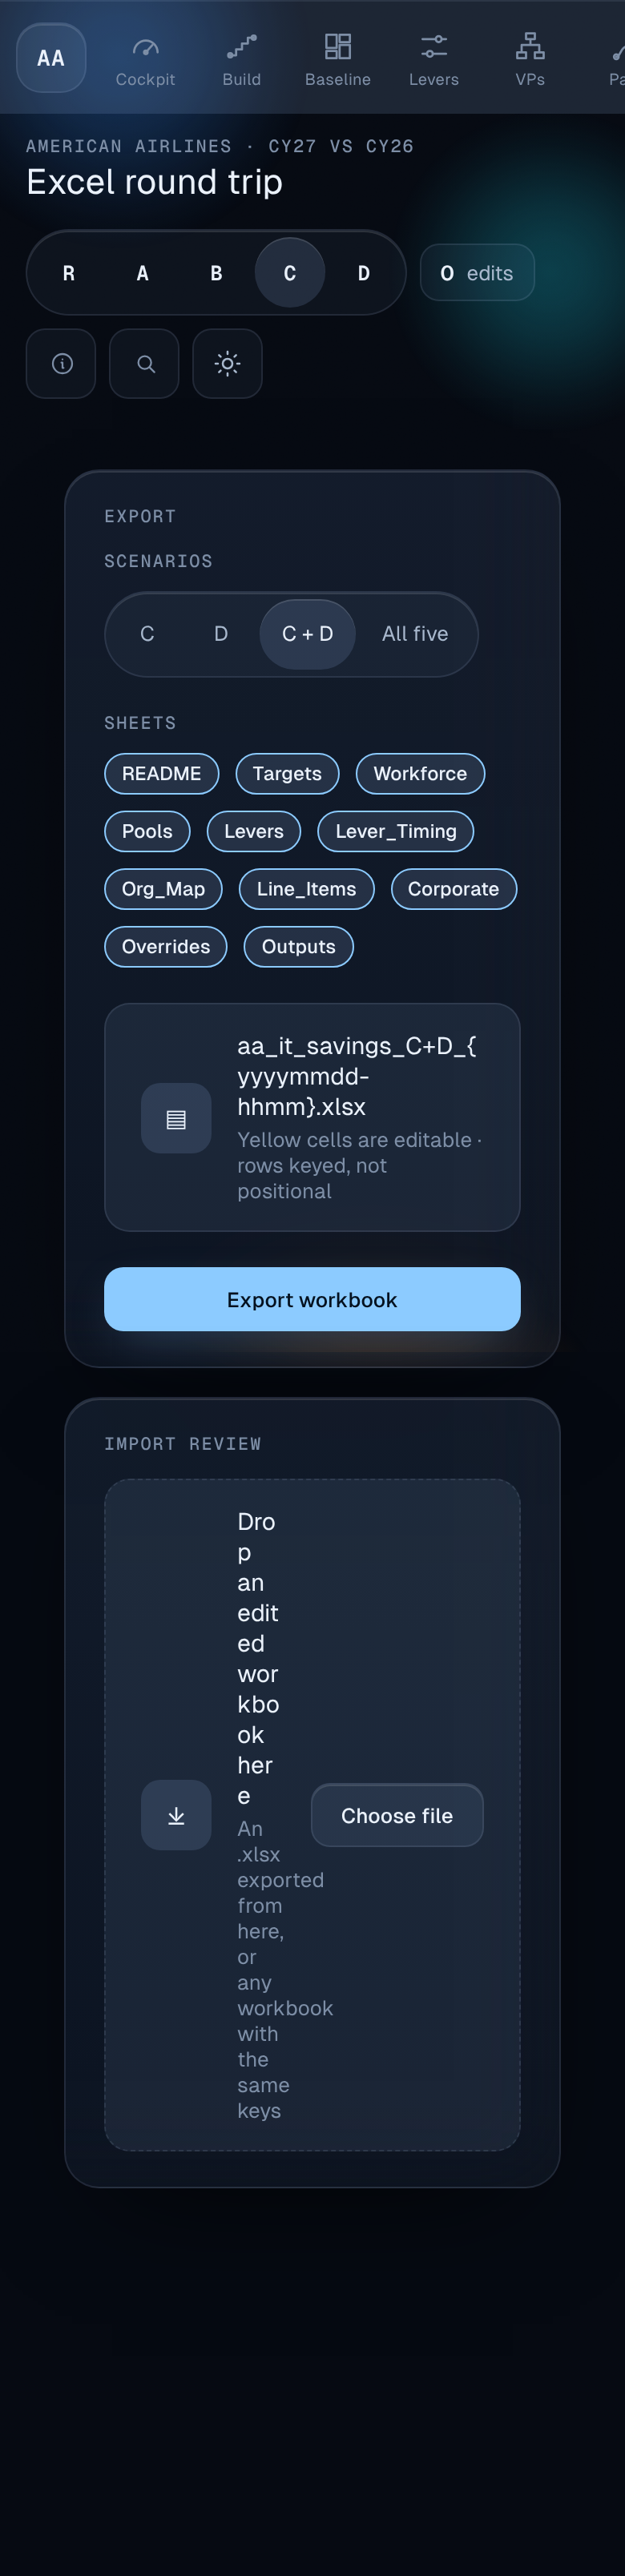 AA
Cockpit
Build
Baseline
Levers
VPs
AMERICAN AIRLINES · CY27 VS CY26
Excel round trip
R
A
B
C
D
0 edits
EXPORT
SCENARIOS
C
D
C + D
All five
SHEETS
README
Targets
Workforce
Pools
Levers
Lever_Timing
Org_Map
Line_Items
Corporate
Overrides
Outputs
aa_it_savings_C+D_{
yyyymmdd-
hhmm}.xlsx
Yellow cells are editable ·
rows keyed, not
positional
Export workbook
IMPORT REVIEW
Dro
p
an
edit
ed
wor
kbo
ok
her
e
An
.xlsx
exported
from
here,
or
any
workbook
with
the
same
keys
Choose file